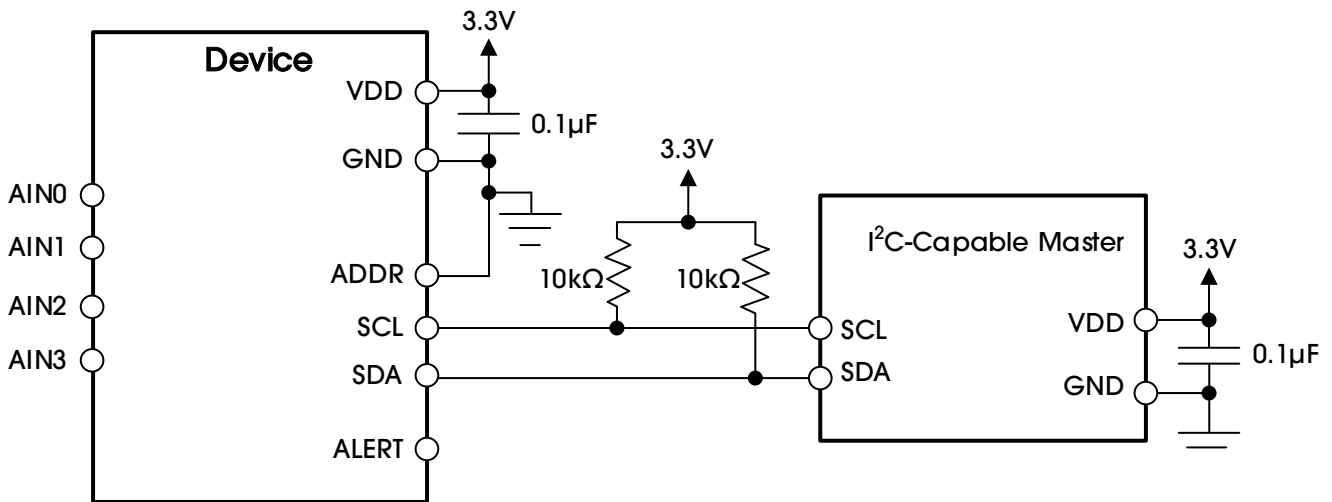 Device
VDD
GND
ADDR
SCL
SDA
ALERT
AIN0
AIN1
AIN2
AIN3
3.3V
0.1µF
3.3V
10kΩ
10kΩ
I²C-Capable Master
SCL
SDA
VDD
GND
3.3V
0.1µF